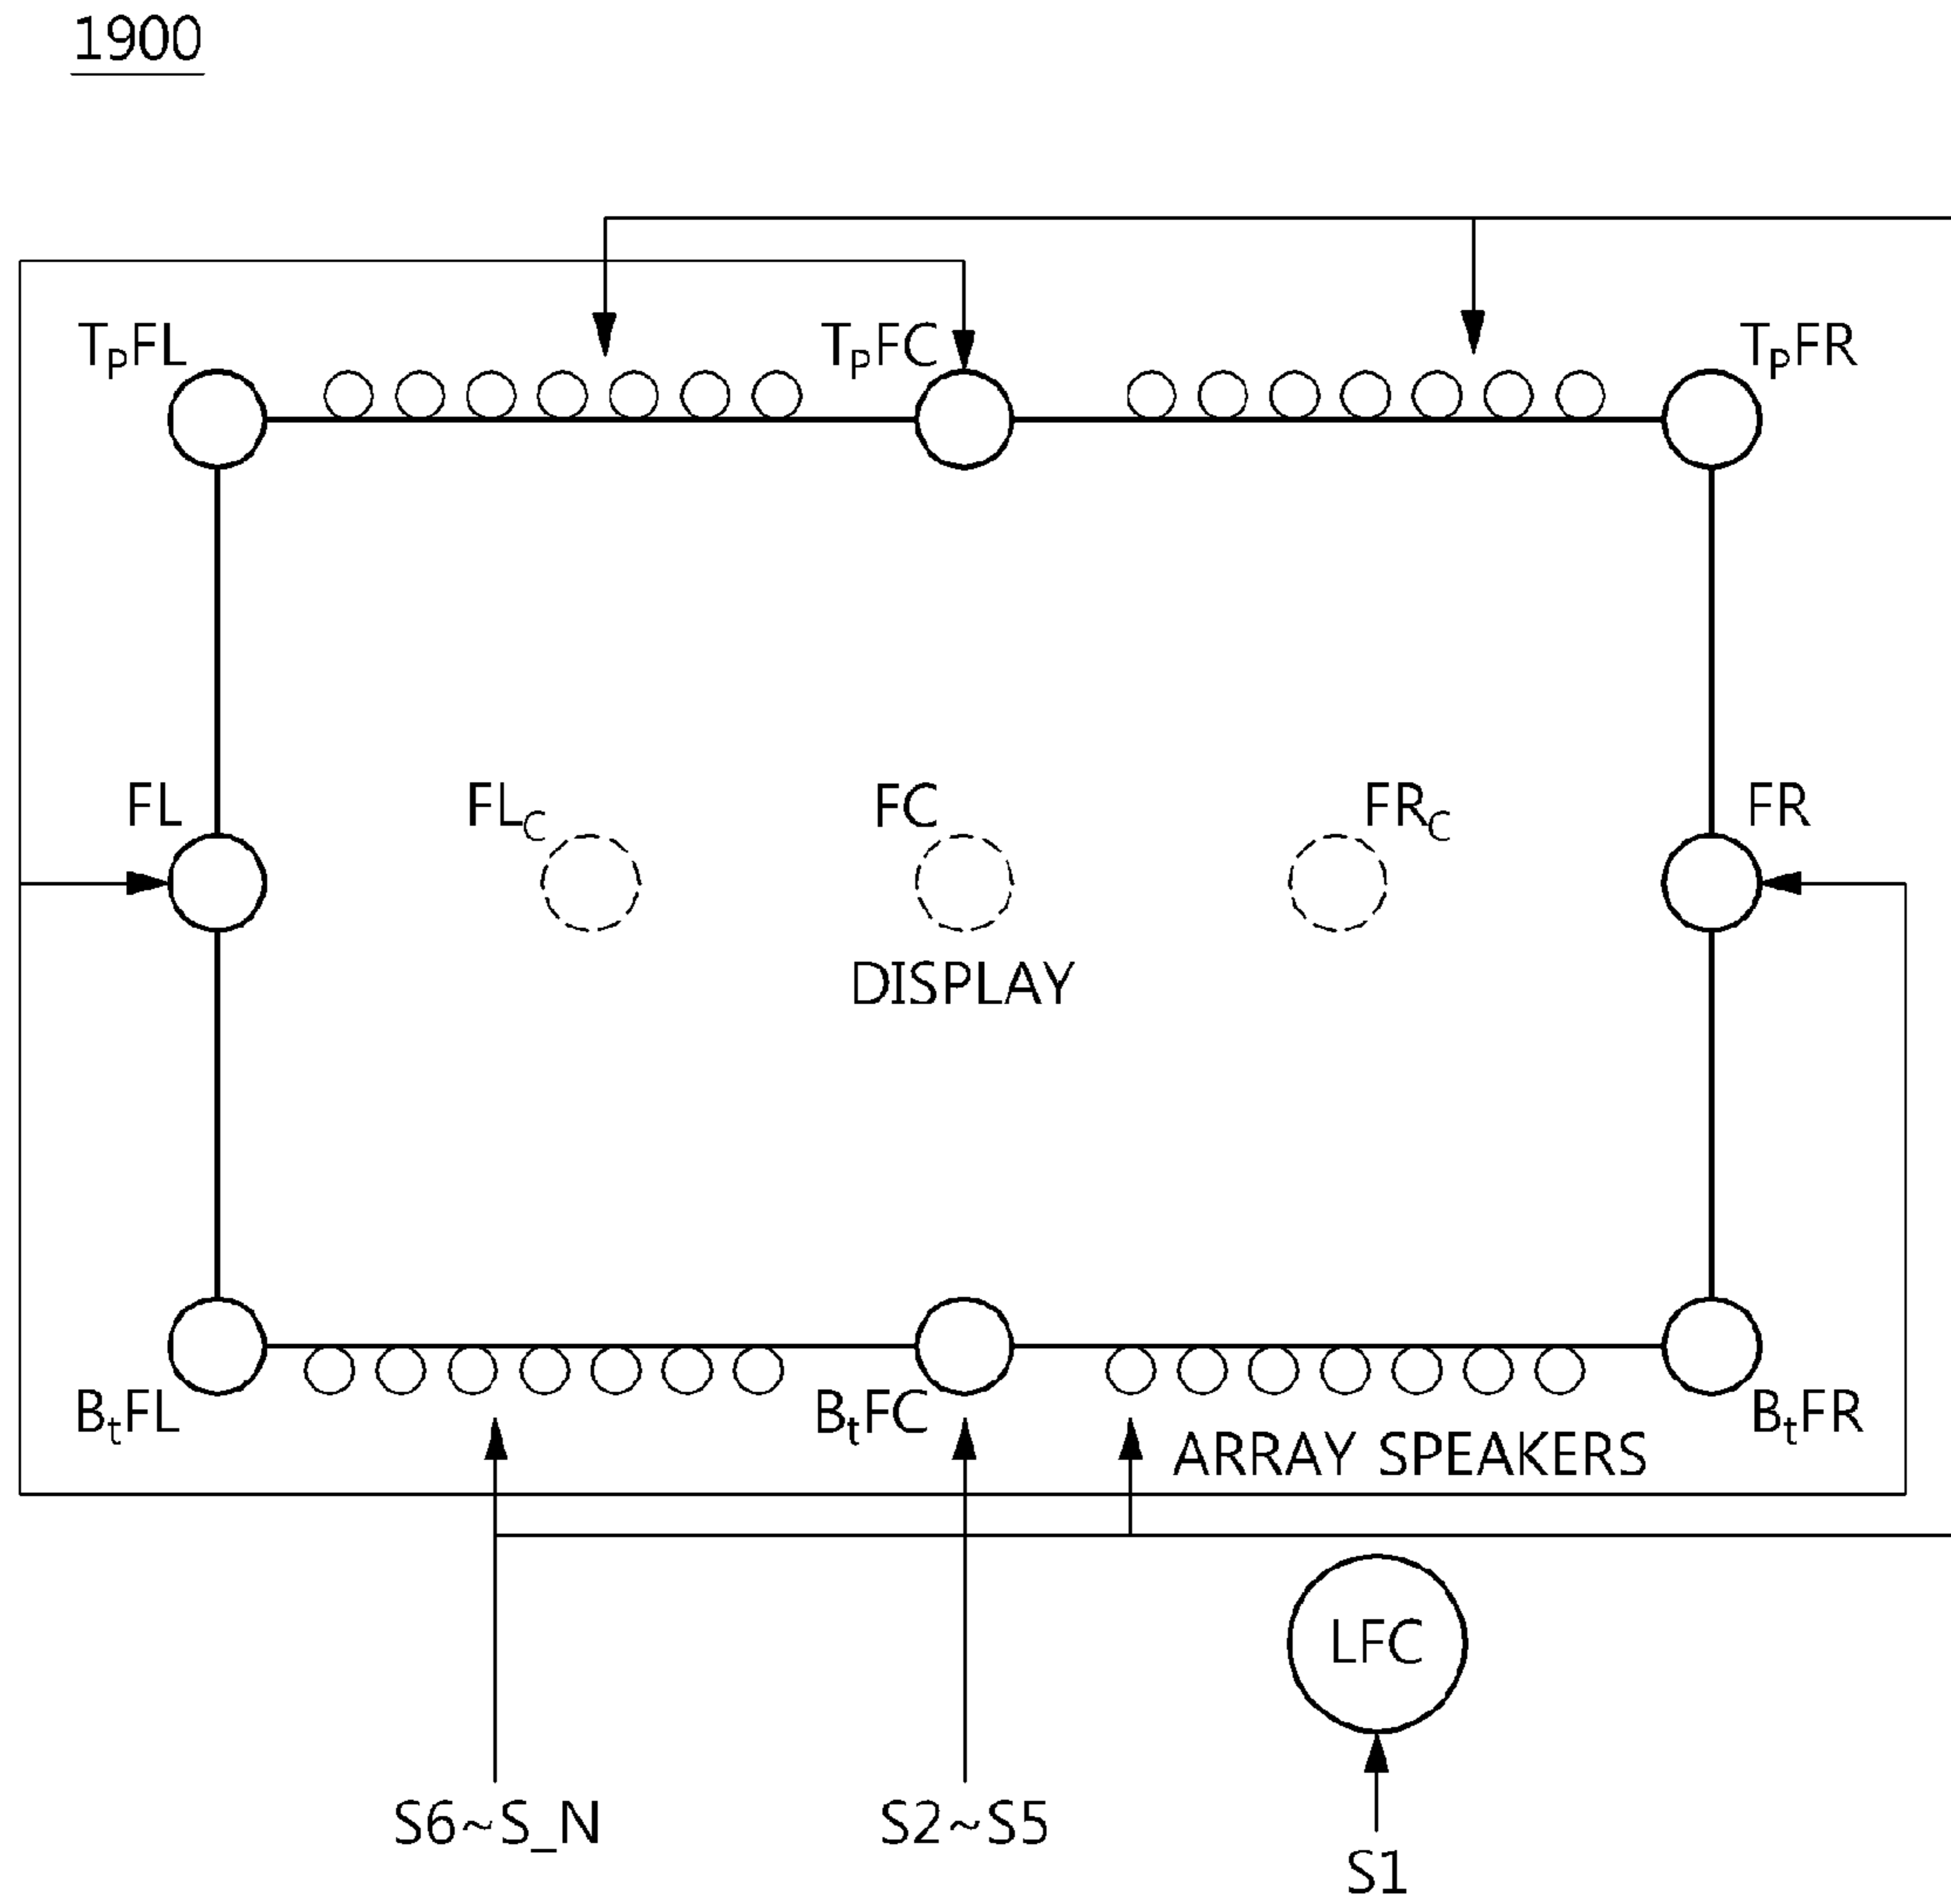 1900
TpFL
TpFC
TpFR
FL
FLC
FC
FRC
FR
DISPLAY
BtFL
BtFC
BtFR
ARRAY SPEAKERS
LFC
S6~S_N
S2~S5
S1